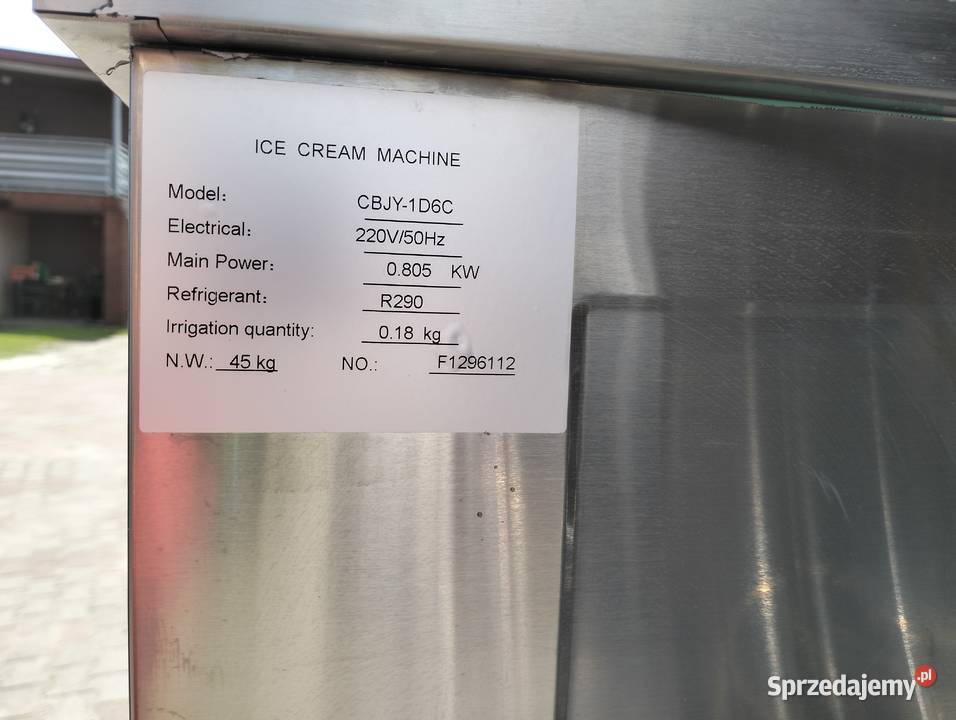 ICE CREAM MACHINE
Model: CBJY-1D6C
Electrical: 220V/50Hz
Main Power: 0.805 KW
Refrigerant: R290
Irrigation quantity: 0.18 kg
N.W.: 45 kg NO.: F1296112
Sprzedajemy.pl